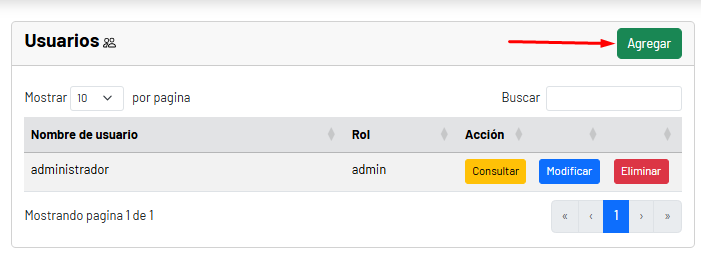 Usuarios
Agregar
Mostrar 10 por pagina
Buscar
Nombre de usuario Rol Acción
administrador admin Consultar Modificar Eliminar
Mostrando pagina 1 de 1
« ‹ 1 › »